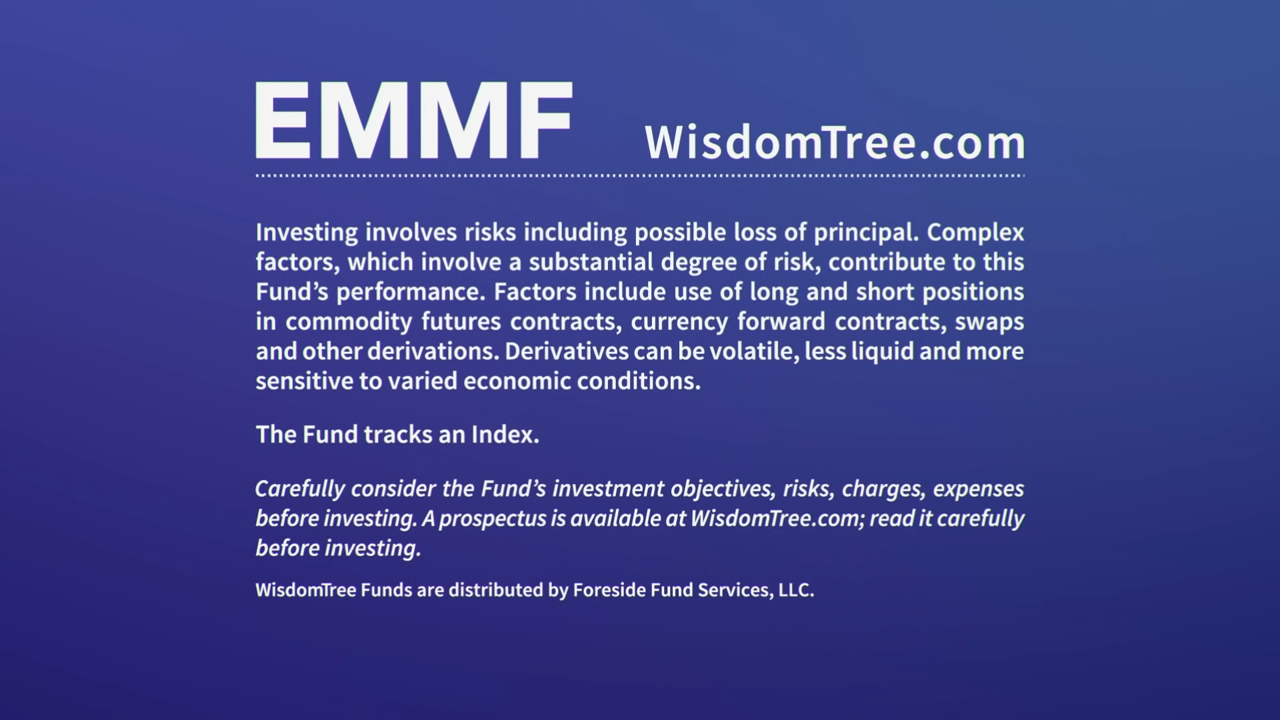 EMMF WisdomTree.com
Investing involves risks including possible loss of principal. Complex
factors, which involve a substantial degree of risk, contribute to this
Fund’s performance. Factors include use of long and short positions
in commodity futures contracts, currency forward contracts, swaps
and other derivations. Derivatives can be volatile, less liquid and more
sensitive to varied economic conditions.
The Fund tracks an Index.
Carefully consider the Fund’s investment objectives, risks, charges, expenses
before investing. A prospectus is available at WisdomTree.com; read it carefully
before investing.
WisdomTree Funds are distributed by Foreside Fund Services, LLC.